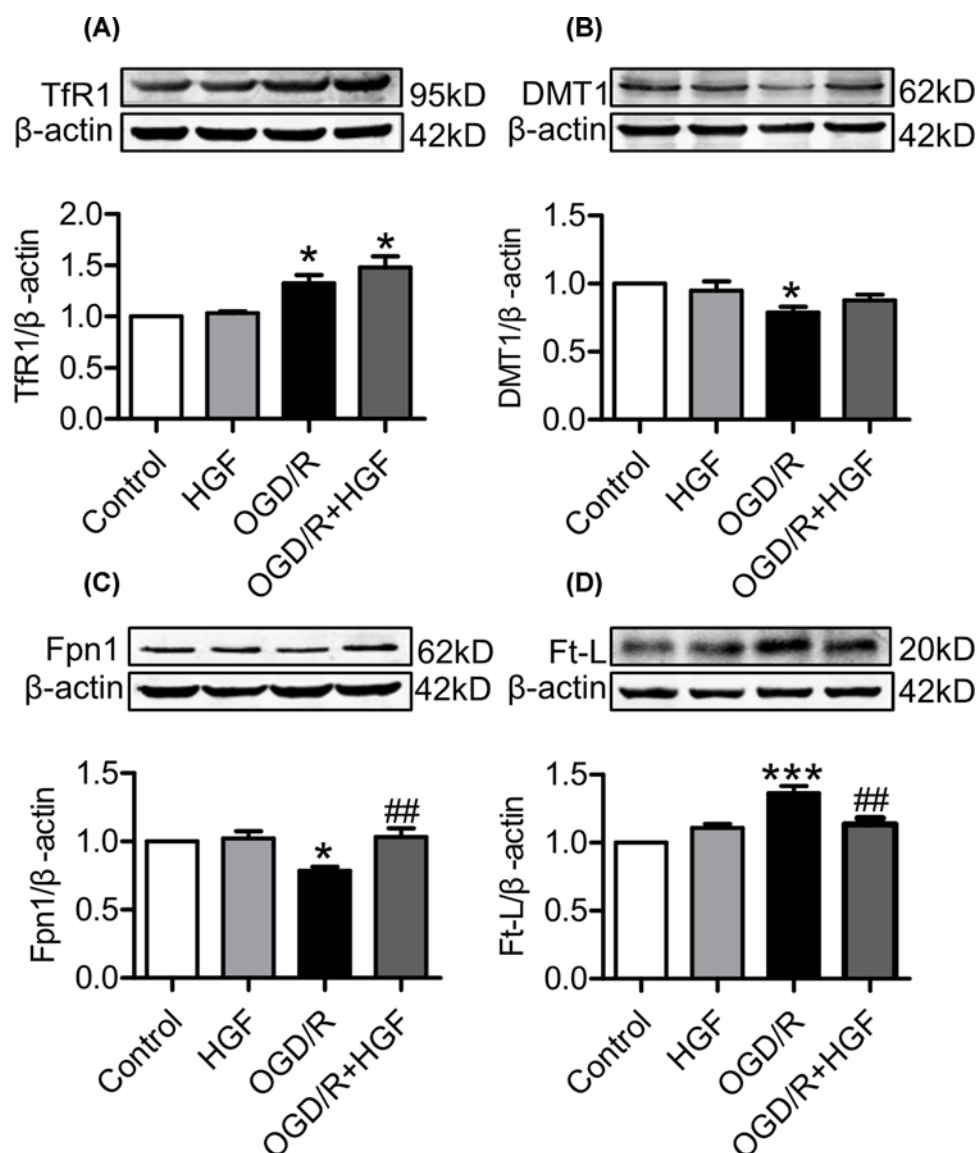 (A)
TfR1 95kD
β-actin 42kD
TfR1/β -actin
2.0
1.5
1.0
0.5
0.0
* *
Control HGF OGD/R OGD/R+HGF
(B)
DMT1 62kD
β-actin 42kD
DMT1/β -actin
1.5
1.0
0.5
0.0
*
Control HGF OGD/R OGD/R+HGF
(C)
Fpn1 62kD
β-actin 42kD
Fpn1/β -actin
1.5
1.0
0.5
0.0
* ##
Control HGF OGD/R OGD/R+HGF
(D)
Ft-L 20kD
β-actin 42kD
Ft-L/β -actin
1.5
1.0
0.5
0.0
*** ##
Control HGF OGD/R OGD/R+HGF